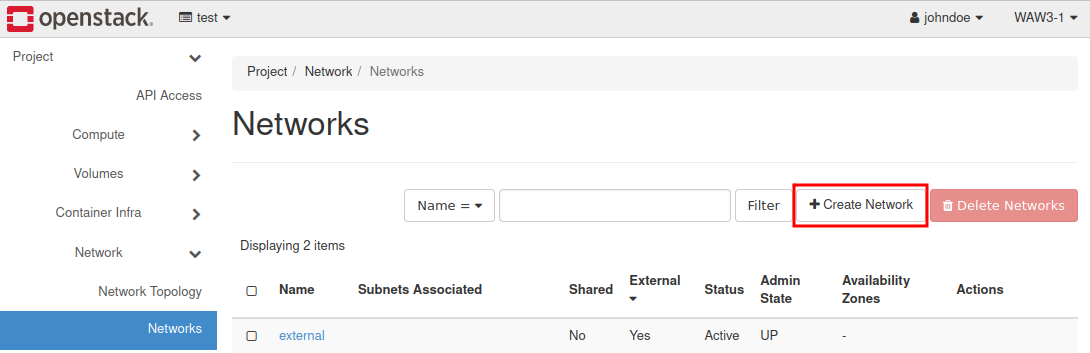 openstack. test johndoe WAW3-1
Project
API Access
Compute
Volumes
Container Infra
Network
Network Topology
Networks
Project / Network / Networks
Networks
Name = Filter Create Network Delete Networks
Displaying 2 items
Name Subnets Associated Shared External Status Admin State Availability Zones Actions
external No Yes Active UP -